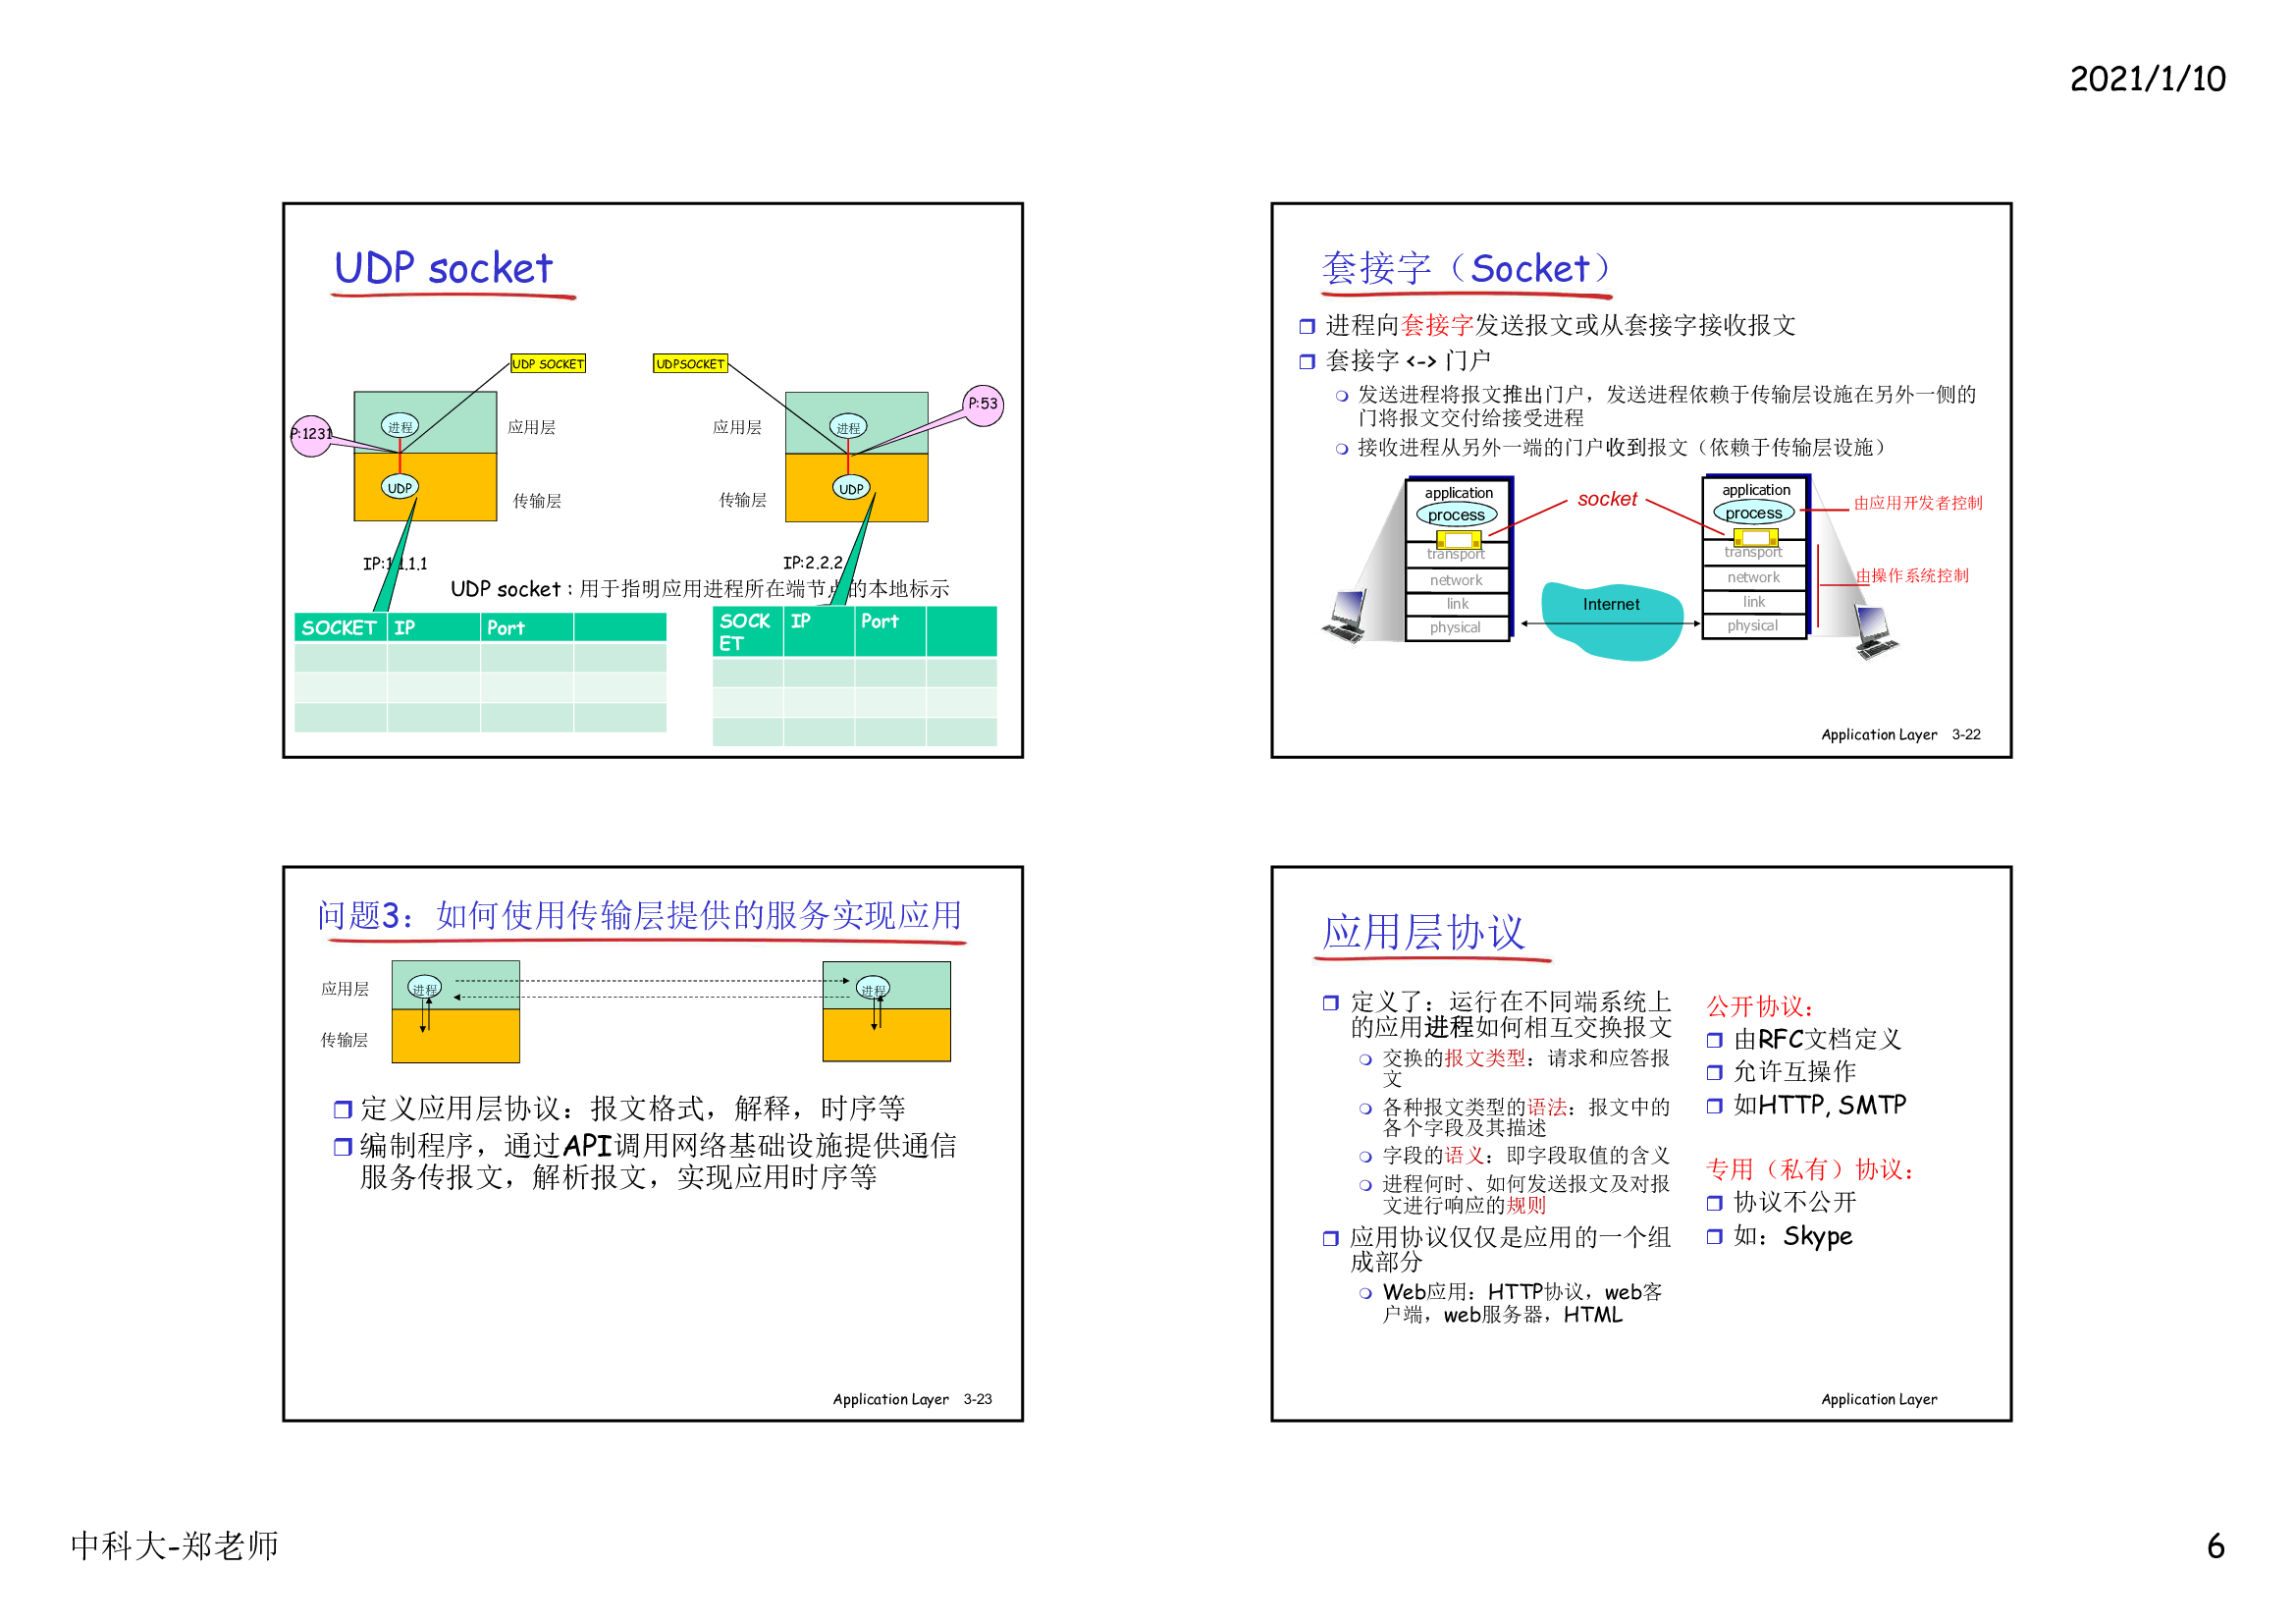 2021/1/10
UDP socket
UDP SOCKET
UDPSOCKET
P:1231
进程
应用层
应用层
进程
P:53
UDP
传输层
传输层
UDP
IP:1.1.1.1
IP:2.2.2.
UDP socket : 用于指明应用进程所在端节点的本地标示
SOCKET IP Port
SOCK
ET IP Port
套接字（Socket）
进程向套接字发送报文或从套接字接收报文
套接字 <-> 门户
发送进程将报文推出门户，发送进程依赖于传输层设施在另外一侧的
门将报文交付给接受进程
接收进程从另外一端的门户收到报文（依赖于传输层设施）
application
process
transport
network
link
physical
socket
Internet
application
process
transport
network
link
physical
由应用开发者控制
由操作系统控制
Application Layer 3-22
问题3：如何使用传输层提供的服务实现应用
应用层
进程
进程
传输层
定义应用层协议：报文格式，解释，时序等
编制程序，通过API调用网络基础设施提供通信
服务传报文，解析报文，实现应用时序等
Application Layer 3-23
应用层协议
定义了：运行在不同端系统上
的应用进程如何相互交换报文
交换的报文类型：请求和应答报
文
各种报文类型的语法：报文中的
各个字段及其描述
字段的语义：即字段取值的含义
进程何时、如何发送报文及对报
文进行响应的规则
应用协议仅仅是应用的一个组
成部分
Web应用：HTTP协议，web客
户端，web服务器，HTML
公开协议：
由RFC文档定义
允许互操作
如HTTP, SMTP
专用（私有）协议：
协议不公开
如：Skype
Application Layer
中科大-郑老师
6